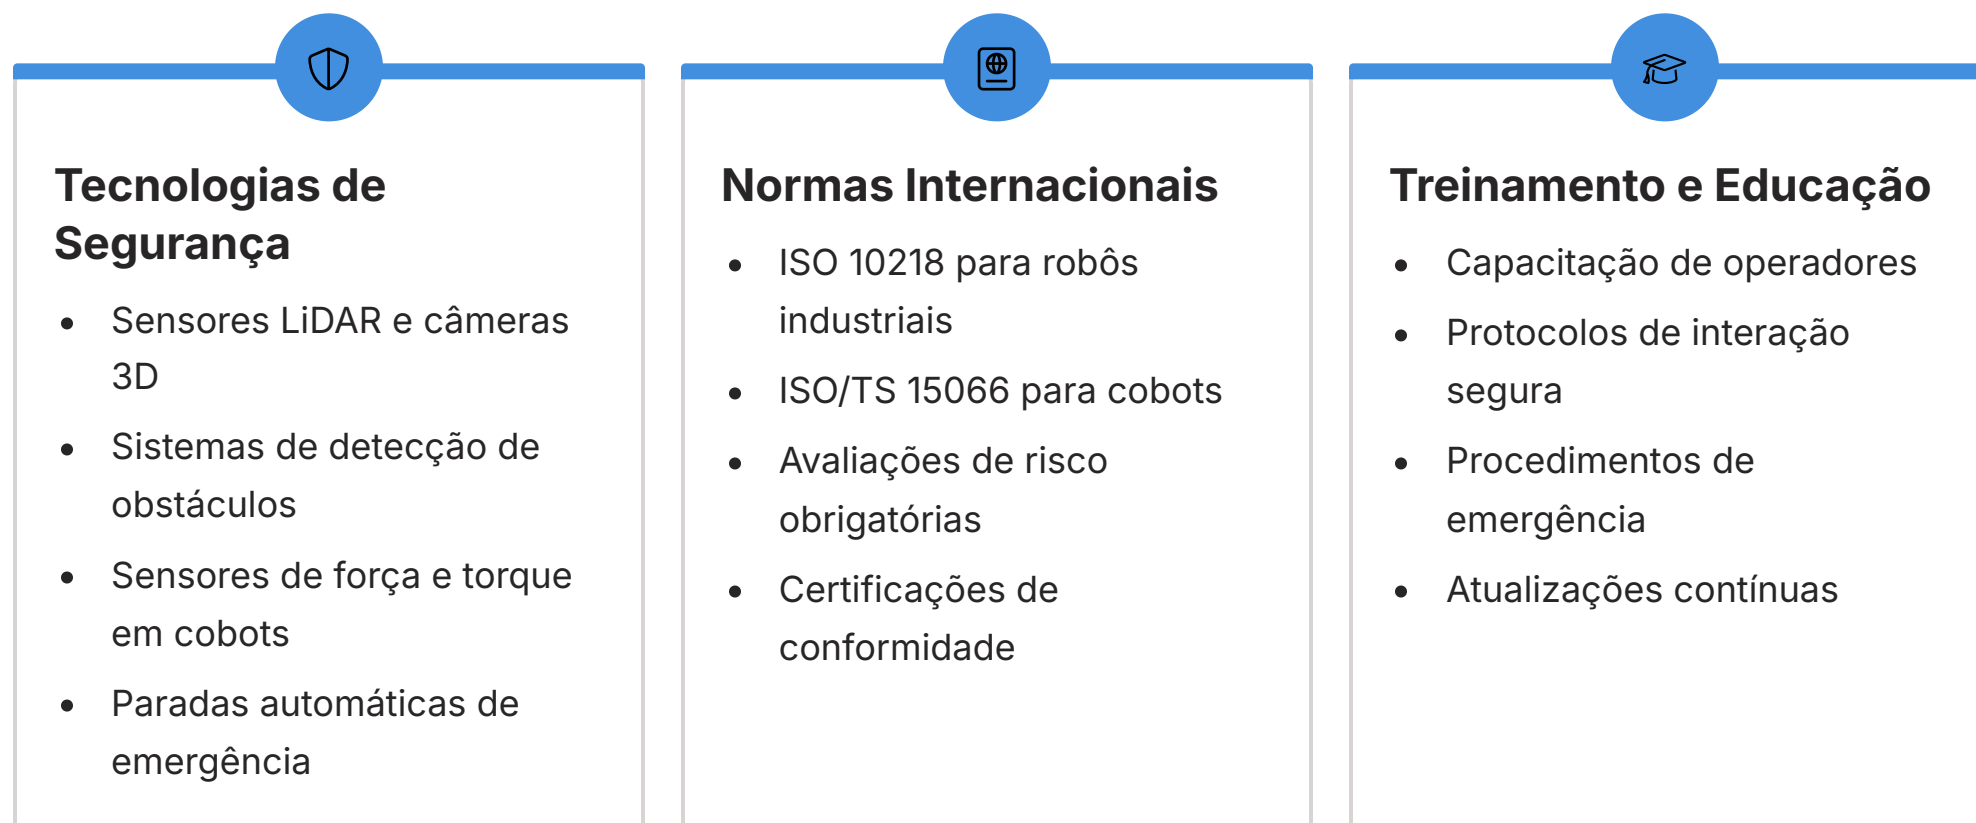 Tecnologias de
Segurança
• Sensores LiDAR e câmeras
3D
• Sistemas de detecção de
obstáculos
• Sensores de força e torque
em cobots
• Paradas automáticas de
emergência
Normas Internacionais
• ISO 10218 para robôs
industriais
• ISO/TS 15066 para cobots
• Avaliações de risco
obrigatórias
• Certificações de
conformidade
Treinamento e Educação
• Capacitação de operadores
• Protocolos de interação
segura
• Procedimentos de
emergência
• Atualizações contínuas